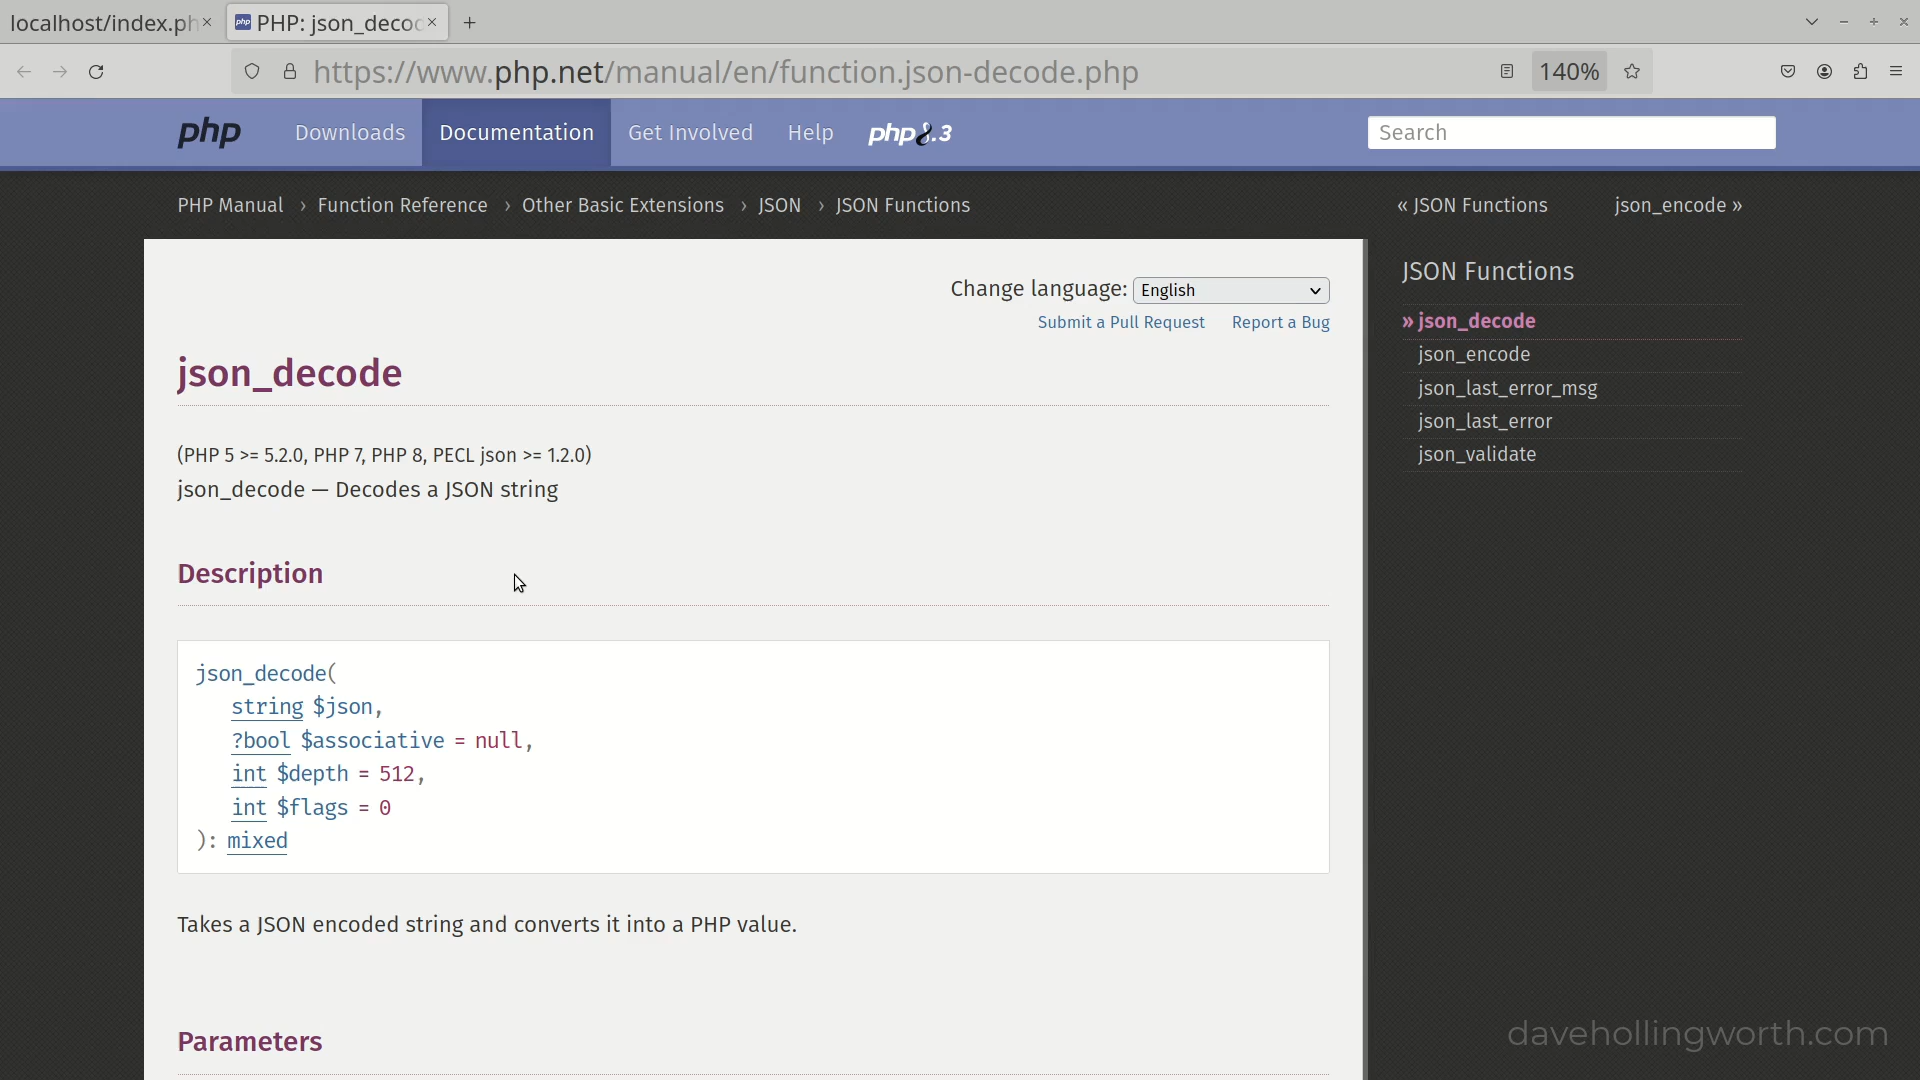 localhost/index.ph
PHP: json_decod
https://www.php.net/manual/en/function.json-decode.php
140%
php
Downloads
Documentation
Get Involved
Help
php8.3
Search
PHP Manual › Function Reference › Other Basic Extensions › JSON › JSON Functions
« JSON Functions
json_encode »
Change language: English
Submit a Pull Request
Report a Bug
json_decode
(PHP 5 >= 5.2.0, PHP 7, PHP 8, PECL json >= 1.2.0)
json_decode — Decodes a JSON string
Description
json_decode(
string $json,
?bool $associative = null,
int $depth = 512,
int $flags = 0
): mixed
Takes a JSON encoded string and converts it into a PHP value.
Parameters
JSON Functions
» json_decode
json_encode
json_last_error_msg
json_last_error
json_validate
davehollingworth.com